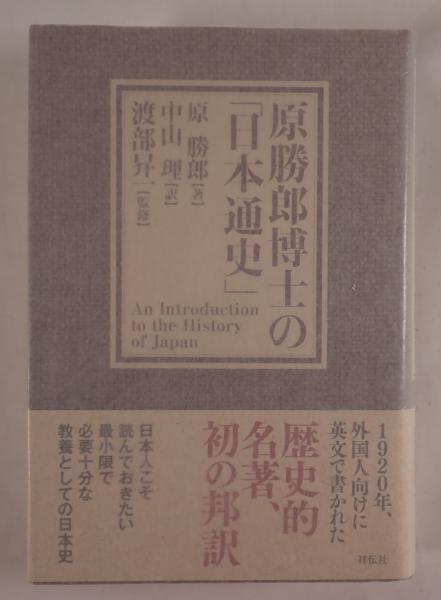 原勝郎博士の
「日本通史」
原 勝郎【著】
中山 理【訳】
渡部昇一【監修】
An Introduction
to the History
of Japan
1920年、
外国人向けに
英文で書かれた
歴史的
名著、
初の邦訳
日本人こそ
読んでおきたい
最小限で
必要十分な
教養としての日本史
祥伝社